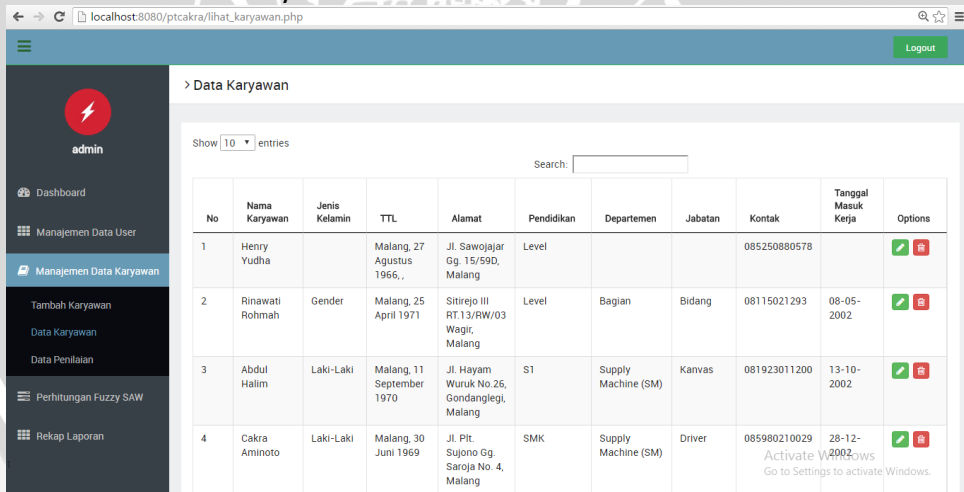 localhost:8080/ptcakra/lihat_karyawan.php
Logout
admin
Dashboard
Manajemen Data User
Manajemen Data Karyawan
Tambah Karyawan
Data Karyawan
Data Penilaian
Perhitungan Fuzzy SAW
Rekap Laporan
> Data Karyawan
Show 10 entries
Search:
No
Nama
Karyawan
Jenis
Kelamin
TTL
Alamat
Pendidikan
Departemen
Jabatan
Kontak
Tanggal
Masuk
Kerja
Options
1
Henry
Yudha
Malang, 27
Agustus
1966, ,
Jl. Sawojajar
Gg. 15/59D,
Malang
Level
085250880578
2
Rinawati
Rohmah
Gender
Malang, 25
April 1971
Sitirejo III
RT.13/RW/03
Wagir,
Malang
Level
Bagian
Bidang
08115021293
08-05-
2002
3
Abdul
Halim
Laki-Laki
Malang, 11
September
1970
Jl. Hayam
Wuruk No.26,
Gondanglegi,
Malang
S1
Supply
Machine (SM)
Kanvas
081923011200
13-10-
2002
4
Cakra
Aminoto
Laki-Laki
Malang, 30
Juni 1969
Jl. Plt.
Sujono Gg.
Saroja No. 4,
Malang
SMK
Supply
Machine (SM)
Driver
085980210029
28-12-
2002
Activate Windows
Go to Settings to activate Windows.